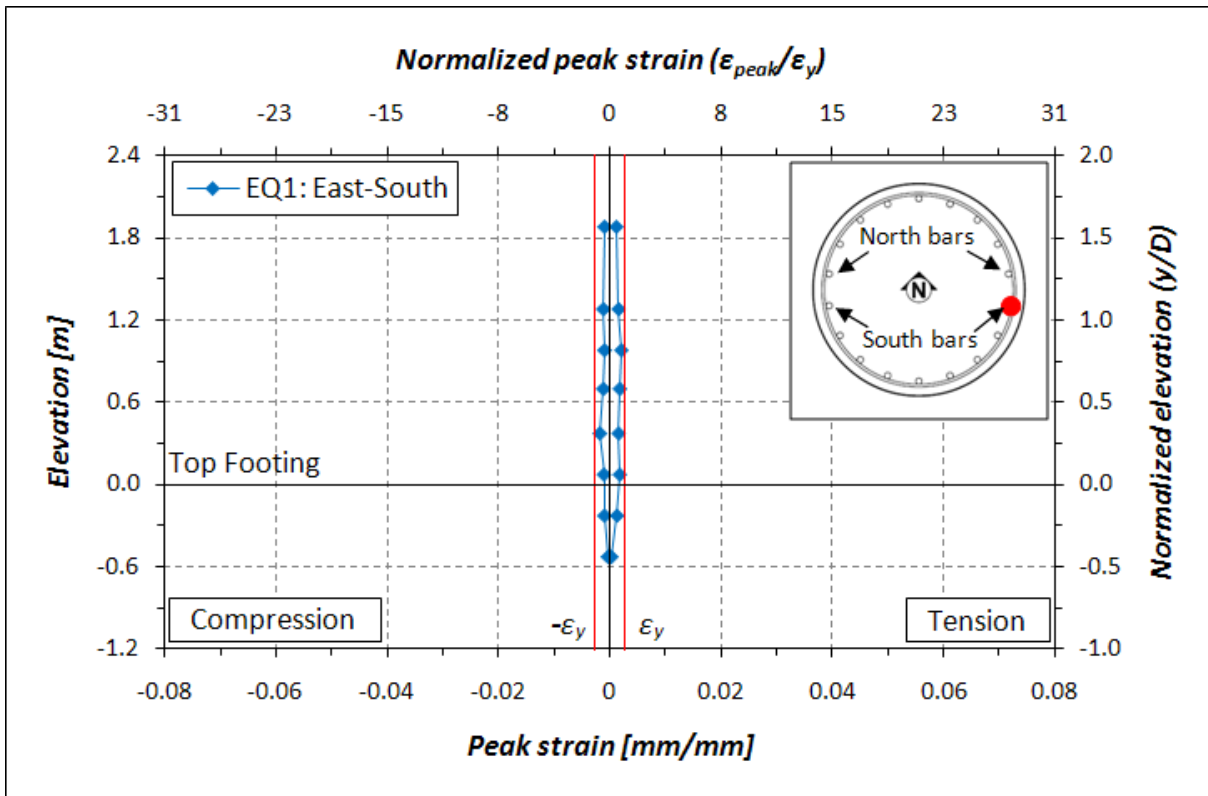 Normalized peak strain (εpeak/εy)
-31 -23 -15 -8 0 8 15 23 31
2.4 2.0
EQ1: East-South
1.8 1.5
North bars
N
1.2 1.0
South bars
0.6 0.5
Top Footing
0.0 0.0
-0.6 -0.5
Compression -εy εy Tension
-1.2 -1.0
-0.08 -0.06 -0.04 -0.02 0 0.02 0.04 0.06 0.08
Peak strain [mm/mm]
Elevation [m]
Normalized elevation (y/D)